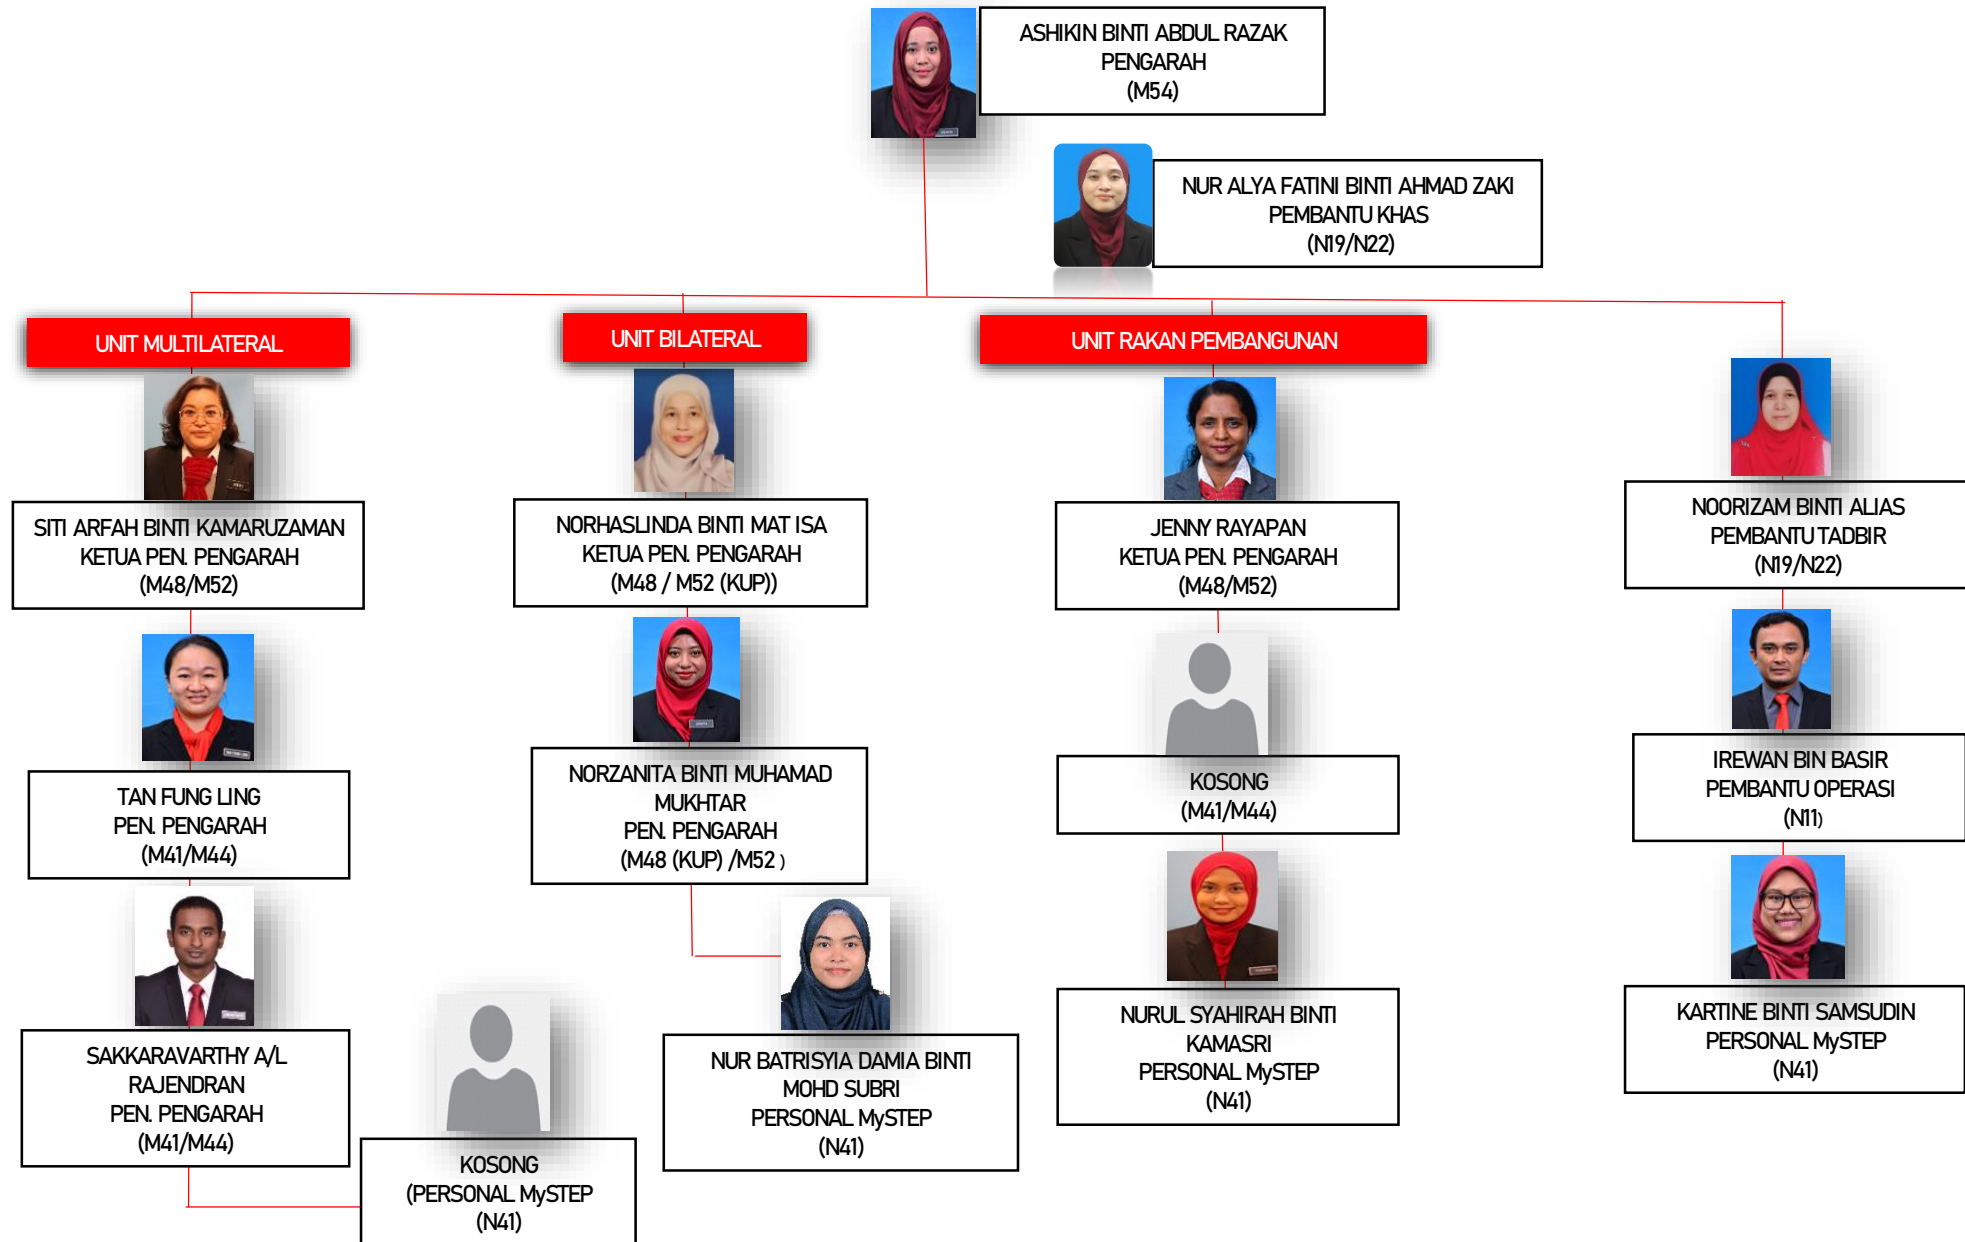 ASHIKIN BINTI ABDUL RAZAK
PENGARAH
(M54)
NUR ALYA FATINI BINTI AHMAD ZAKI
PEMBANTU KHAS
(N19/N22)
UNIT MULTILATERAL
SITI ARFAH BINTI KAMARUZAMAN
KETUA PEN. PENGARAH
(M48/M52)
TAN FUNG LING
PEN. PENGARAH
(M41/M44)
SAKKARAVARTHY A/L
RAJENDRAN
PEN. PENGARAH
(M41/M44)
KOSONG
(PERSONAL MySTEP
(N41)
UNIT BILATERAL
NORHASLINDA BINTI MAT ISA
KETUA PEN. PENGARAH
(M48 / M52 (KUP))
NORZANITA BINTI MUHAMAD
MUKHTAR
PEN. PENGARAH
(M48 (KUP) /M52 )
NUR BATRISYIA DAMIA BINTI
MOHD SUBRI
PERSONAL MySTEP
(N41)
UNIT RAKAN PEMBANGUNAN
JENNY RAYAPAN
KETUA PEN. PENGARAH
(M48/M52)
KOSONG
(M41/M44)
NURUL SYAHIRAH BINTI
KAMASRI
PERSONAL MySTEP
(N41)
NOORIZAM BINTI ALIAS
PEMBANTU TADBIR
(N19/N22)
IREWAN BIN BASIR
PEMBANTU OPERASI
(N11)
KARTINE BINTI SAMSUDIN
PERSONAL MySTEP
(N41)